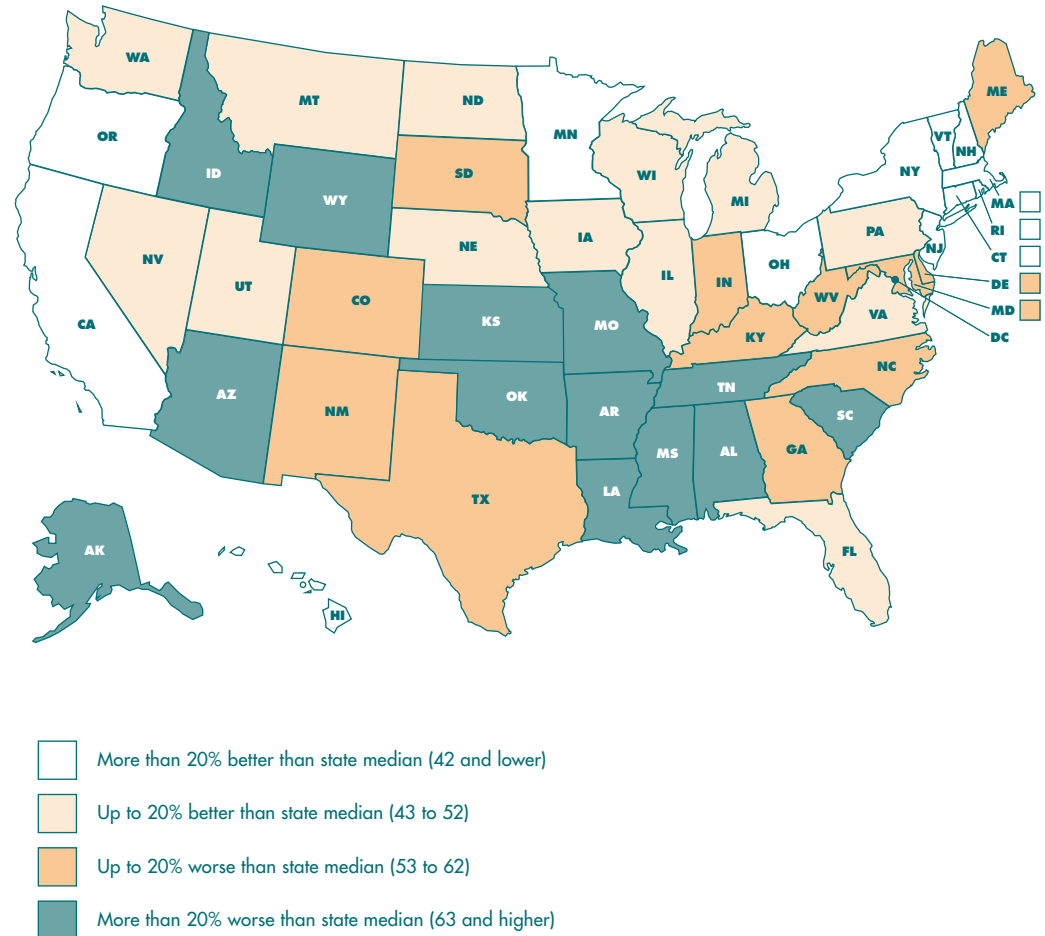 WA
MT
ND
MN
ME
OR
ID
SD
WI
MI
VT
NH
NY
MA
WY
RI
NE
IA
PA
NJ
CT
NV
UT
IL
IN
OH
DE
CO
WV
MD
CA
KS
MO
KY
VA
DC
AZ
NM
OK
AR
TN
NC
SC
MS
AL
GA
TX
LA
AK
FL
HI
More than 20% better than state median (42 and lower)
Up to 20% better than state median (43 to 52)
Up to 20% worse than state median (53 to 62)
More than 20% worse than state median (63 and higher)